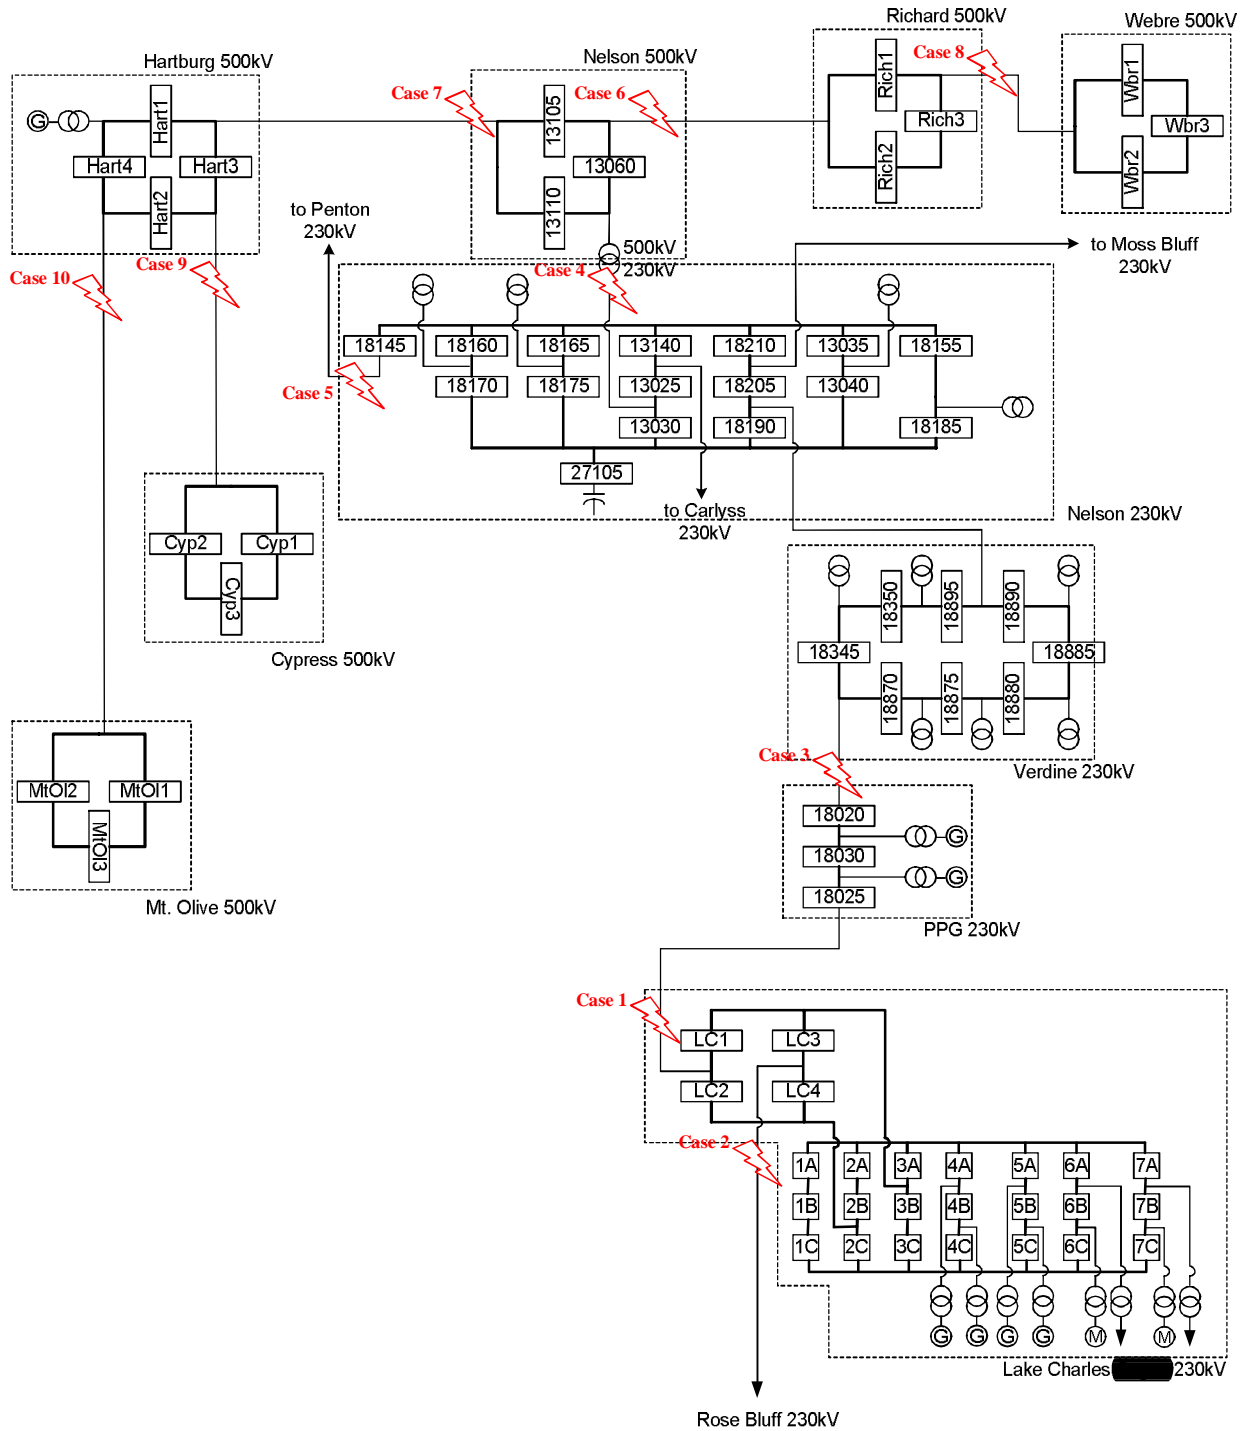 Richard 500kV
Webre 500kV
Hartburg 500kV
Nelson 500kV
Case 8
Case 7
Case 6
G
Hart1
Hart4
Hart3
Hart2
13105
13060
13110
Rich1
Rich3
Rich2
Wbr1
Wbr3
Wbr2
to Penton
230kV
500kV
230kV
to Moss Bluff
230kV
Case 10
Case 9
Case 4
18145
18160
18165
13140
18210
13035
18155
Case 5
18170
18175
13025
18205
13040
13030
18190
18185
27105
to Carlyss
230kV
Nelson 230kV
Cyp2
Cyp1
Cyp3
Cypress 500kV
18350
18895
18890
18345
18885
18870
18875
18880
Case 3
Verdine 230kV
MtOl2
MtOl1
MtOl3
Mt. Olive 500kV
18020
G
18030
G
18025
PPG 230kV
Case 1
LC1
LC3
LC2
LC4
Case 2
1A
2A
3A
4A
5A
6A
7A
1B
2B
3B
4B
5B
6B
7B
1C
2C
3C
4C
5C
6C
7C
G
G
G
G
M
M
Lake Charles
230kV
Rose Bluff 230kV